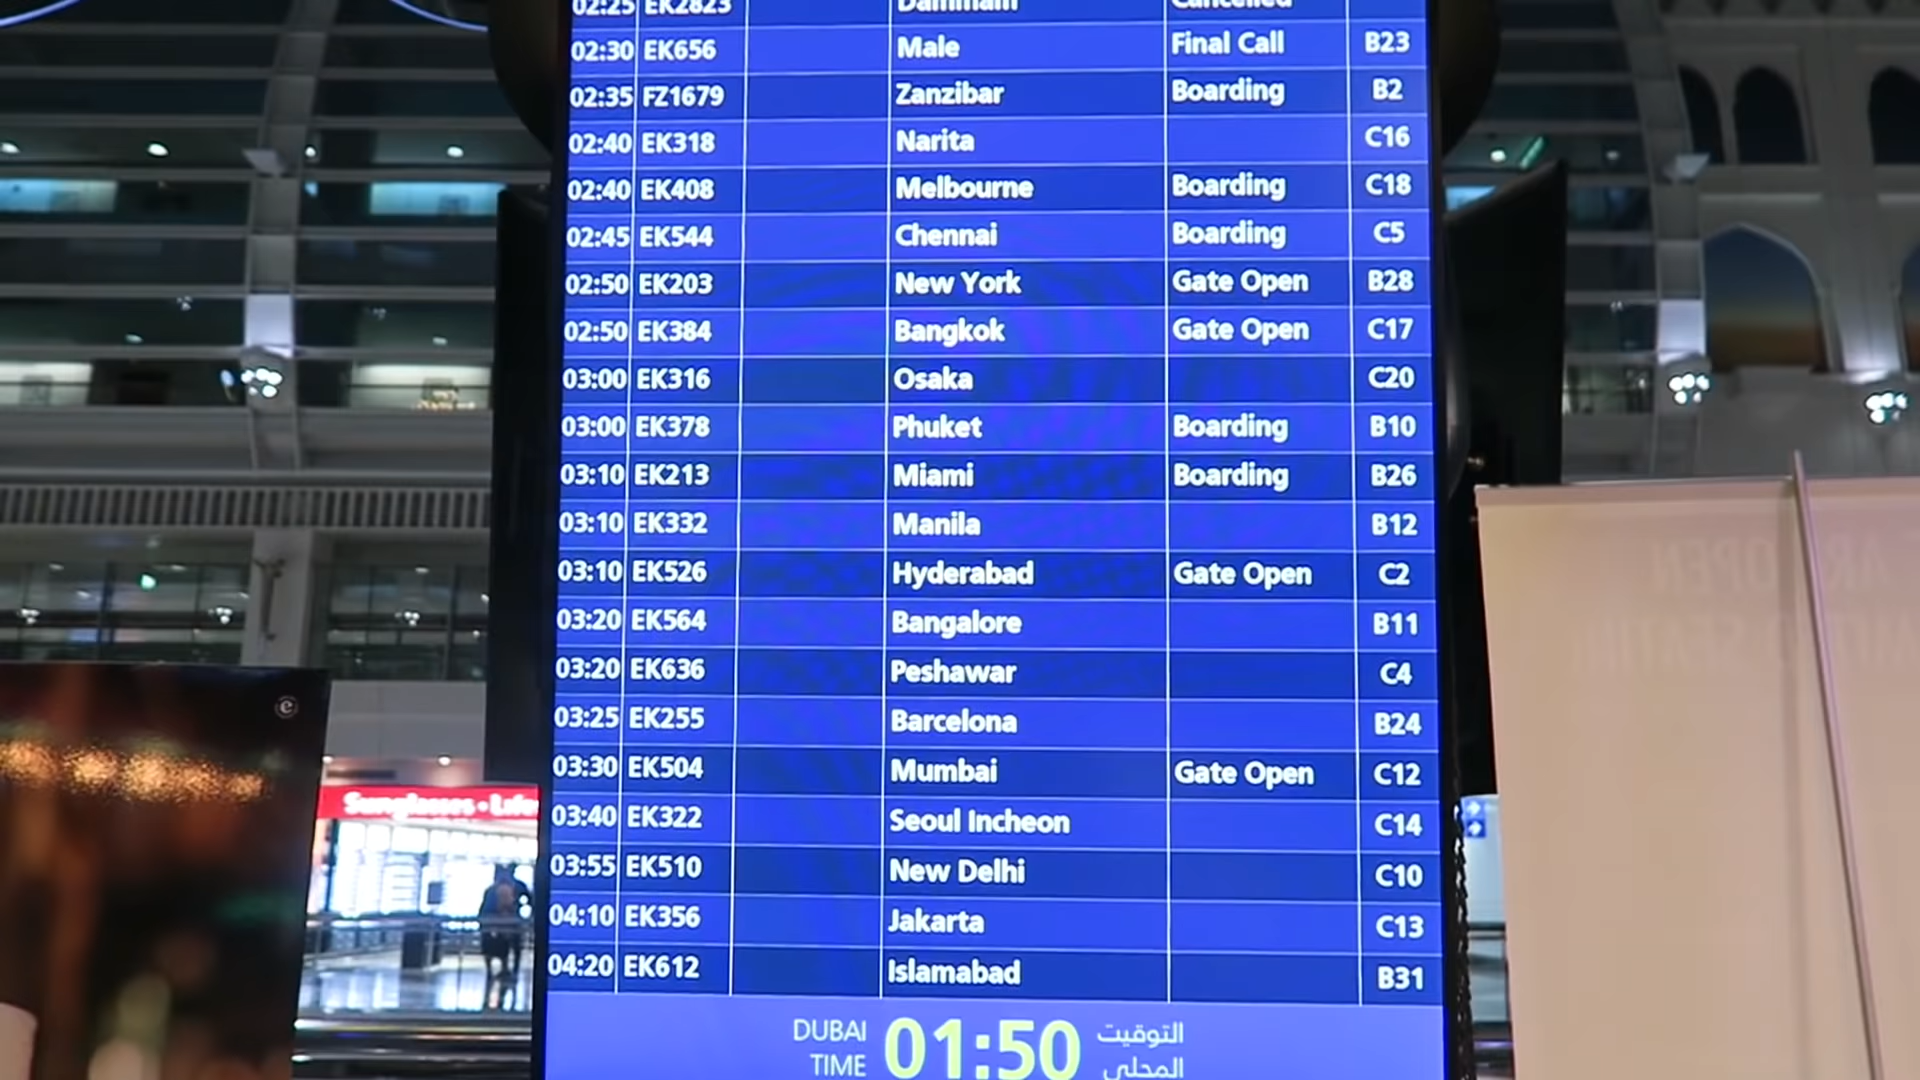 02:25 EK2823 Dammam Cancelled
02:30 EK656 Male Final Call B23
02:35 FZ1679 Zanzibar Boarding B2
02:40 EK318 Narita C16
02:40 EK408 Melbourne Boarding C18
02:45 EK544 Chennai Boarding C5
02:50 EK203 New York Gate Open B28
02:50 EK384 Bangkok Gate Open C17
03:00 EK316 Osaka C20
03:00 EK378 Phuket Boarding B10
03:10 EK213 Miami Boarding B26
03:10 EK332 Manila B12
03:10 EK526 Hyderabad Gate Open C2
03:20 EK564 Bangalore B11
03:20 EK636 Peshawar C4
03:25 EK255 Barcelona B24
03:30 EK504 Mumbai Gate Open C12
03:40 EK322 Seoul Incheon C14
03:55 EK510 New Delhi C10
04:10 EK356 Jakarta C13
04:20 EK612 Islamabad B31
DUBAI TIME 01:50 التوقيت المحلي
Sunglasses
e
OPEN